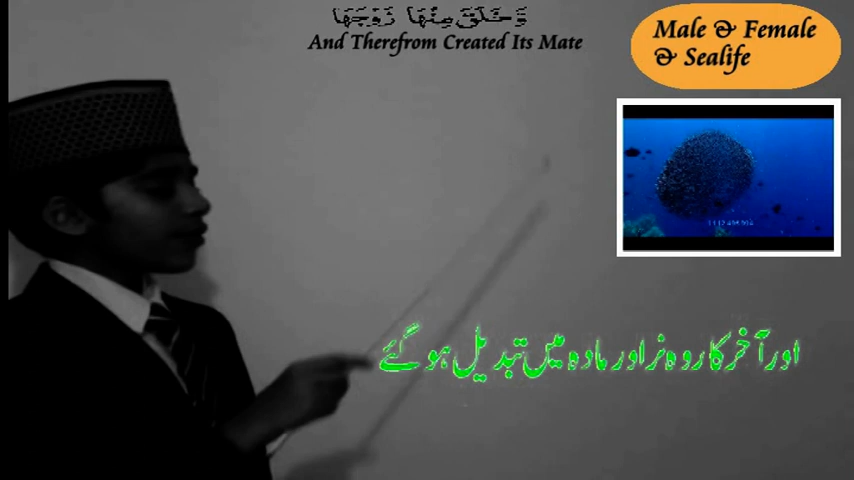 وَّخَلَقَ مِنْهَا زَوْجَهَا
And Therefrom Created Its Mate
Male & Female
& Sealife
اور آخر کار وہ نر اور مادہ میں تبدیل ہو گئے